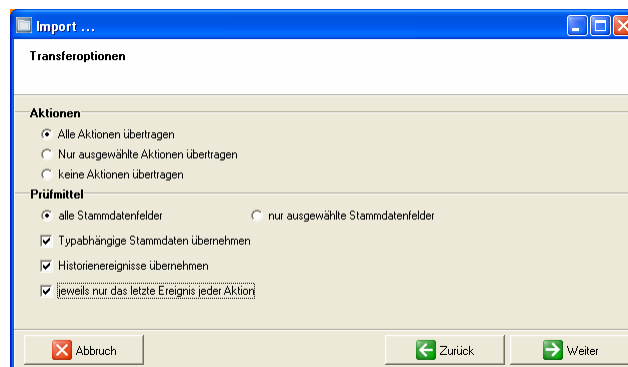 Import ...
Transferoptionen
Aktionen
Alle Aktionen übertragen
Nur ausgewählte Aktionen übertragen
keine Aktionen übertragen
Prüfmittel
alle Stammdatenfelder nur ausgewählte Stammdatenfelder
Typabhängige Stammdaten übernehmen
Historienereignisse übernehmen
jeweils nur das letzte Ereignis jeder Aktion
Abbruch Zurück Weiter